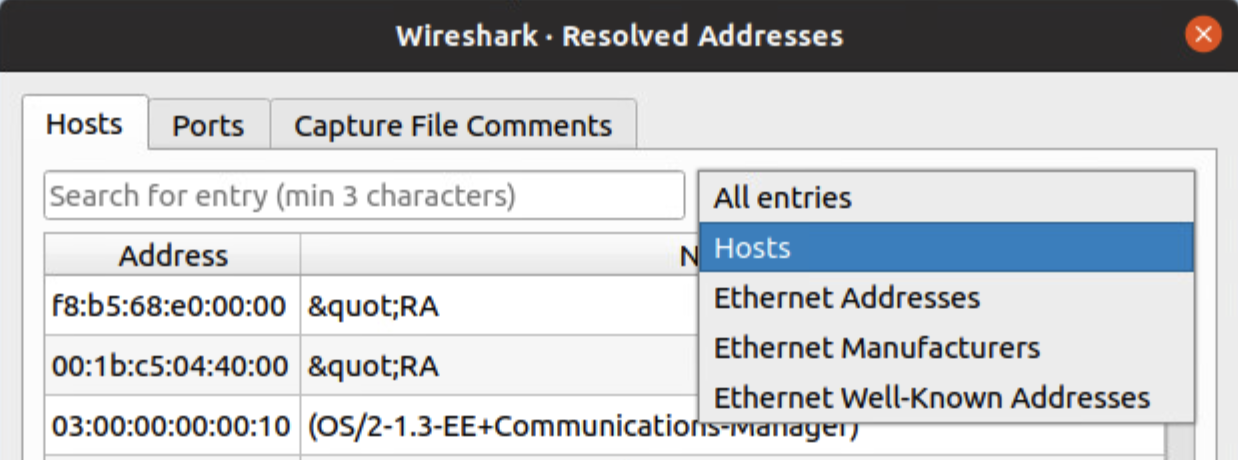 Wireshark · Resolved Addresses
Hosts Ports Capture File Comments
Search for entry (min 3 characters)
All entries
Hosts
Ethernet Addresses
Ethernet Manufacturers
Ethernet Well-Known Addresses
Address N
f8:b5:68:e0:00:00 &quot;RA
00:1b:c5:04:40:00 &quot;RA
03:00:00:00:00:10 (OS/2-1.3-EE+Communications-Manager)